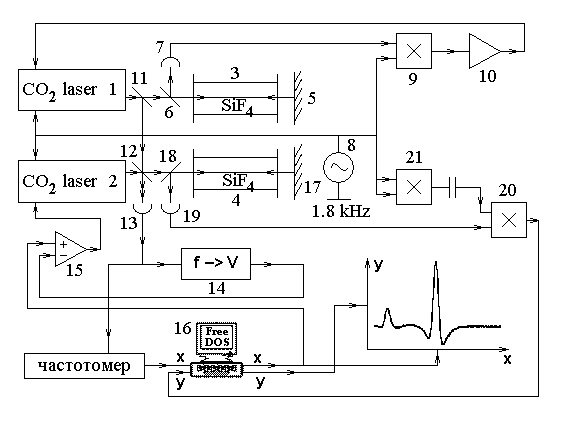 7
3
9
10
CO2 laser 1
11
6
SiF4
5
8
12
18
21
CO2 laser 2
SiF4
17
20
13
19
4
1.8 kHz
+
−
15
f −> V
14
y
16
Free
DOS
x
частотомер
x
x
y
y